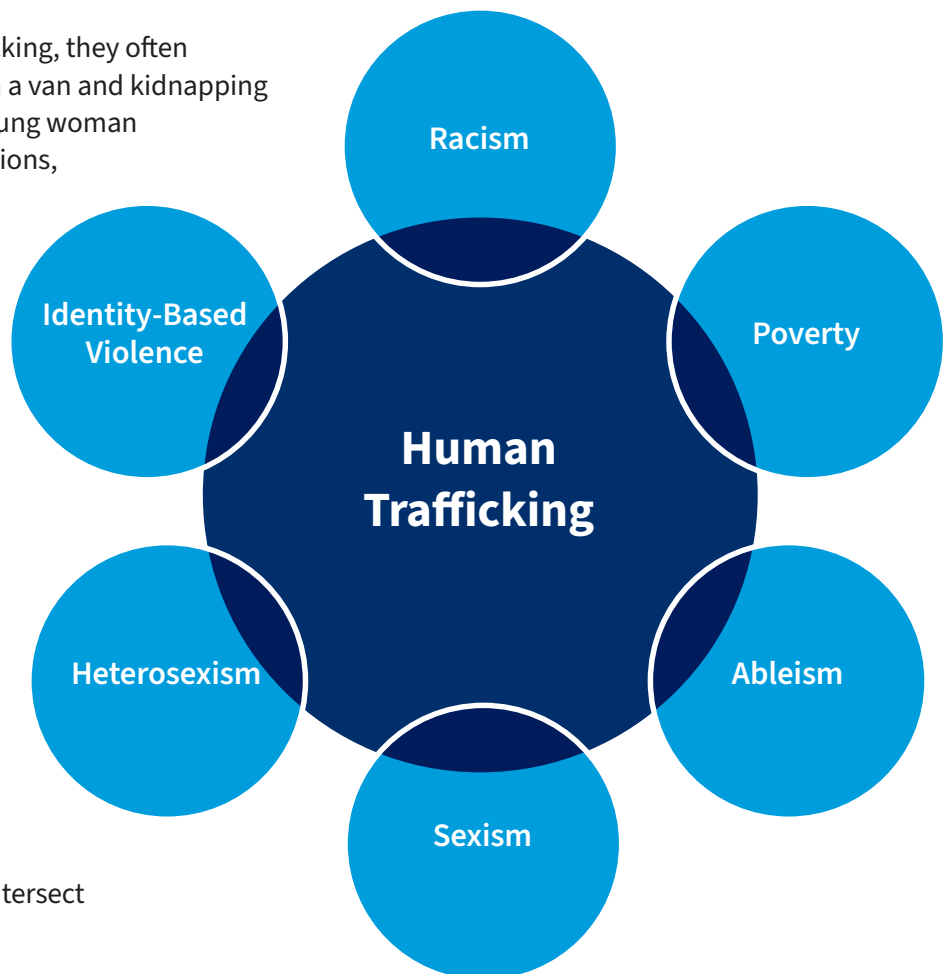 king, they often
a van and kidnapping
ung woman
ions,
Racism
Identity-Based
Violence
Poverty
Human
Trafficking
Heterosexism
Ableism
Sexism
tersect